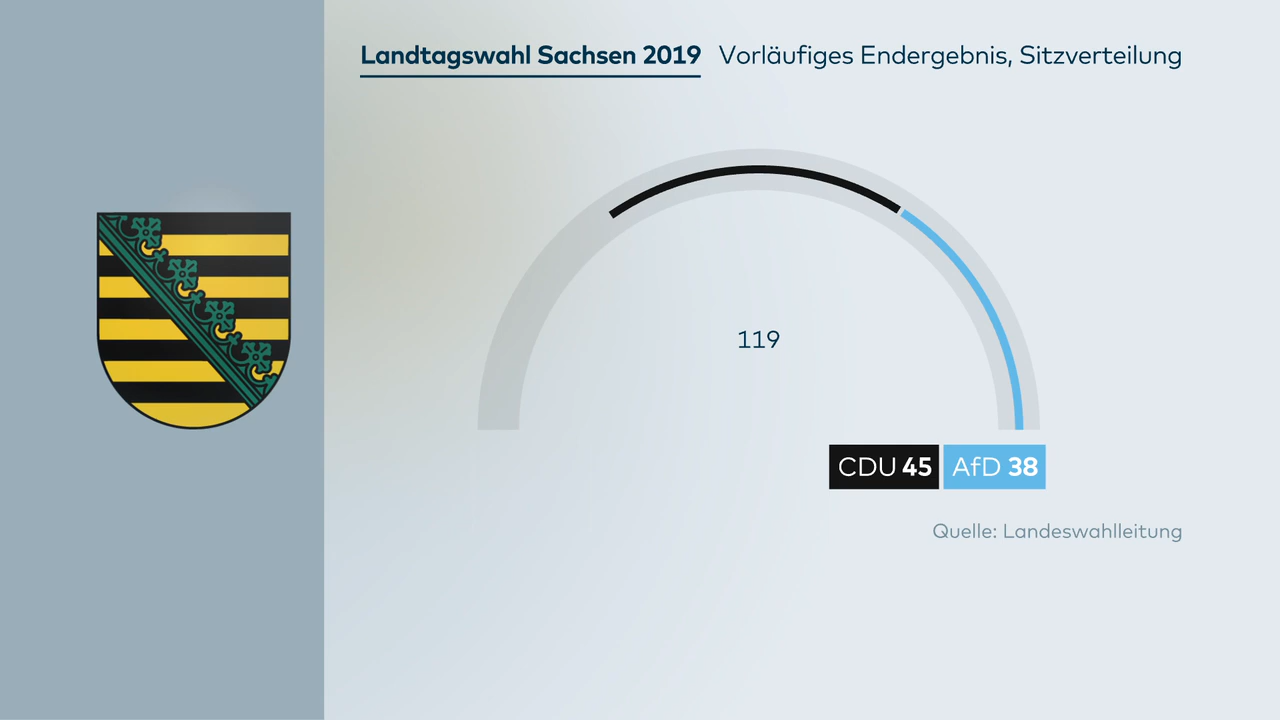 Landtagswahl Sachsen 2019 Vorläufiges Endergebnis, Sitzverteilung
119
CDU 45 AfD 38
Quelle: Landeswahlleitung